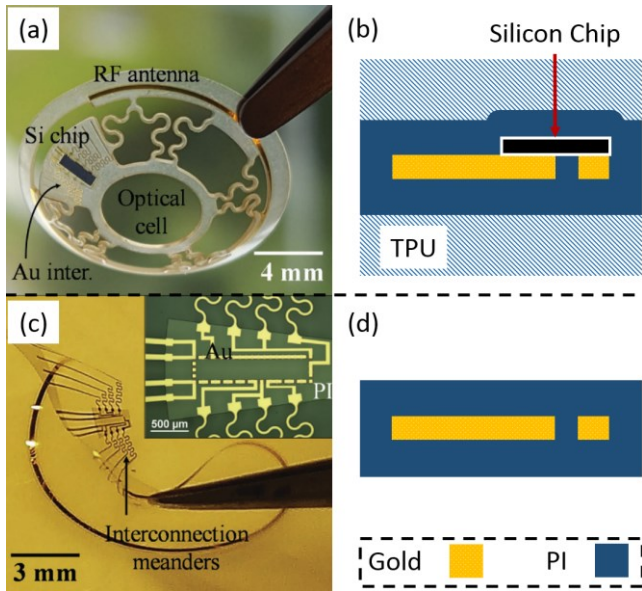 (a)
RF antenna
Si chip
Optical
cell
Au inter.
4 mm
(b)
Silicon Chip
TPU
(c)
Au
PI
500 μm
Interconnection
meanders
3 mm
(d)
Gold
PI